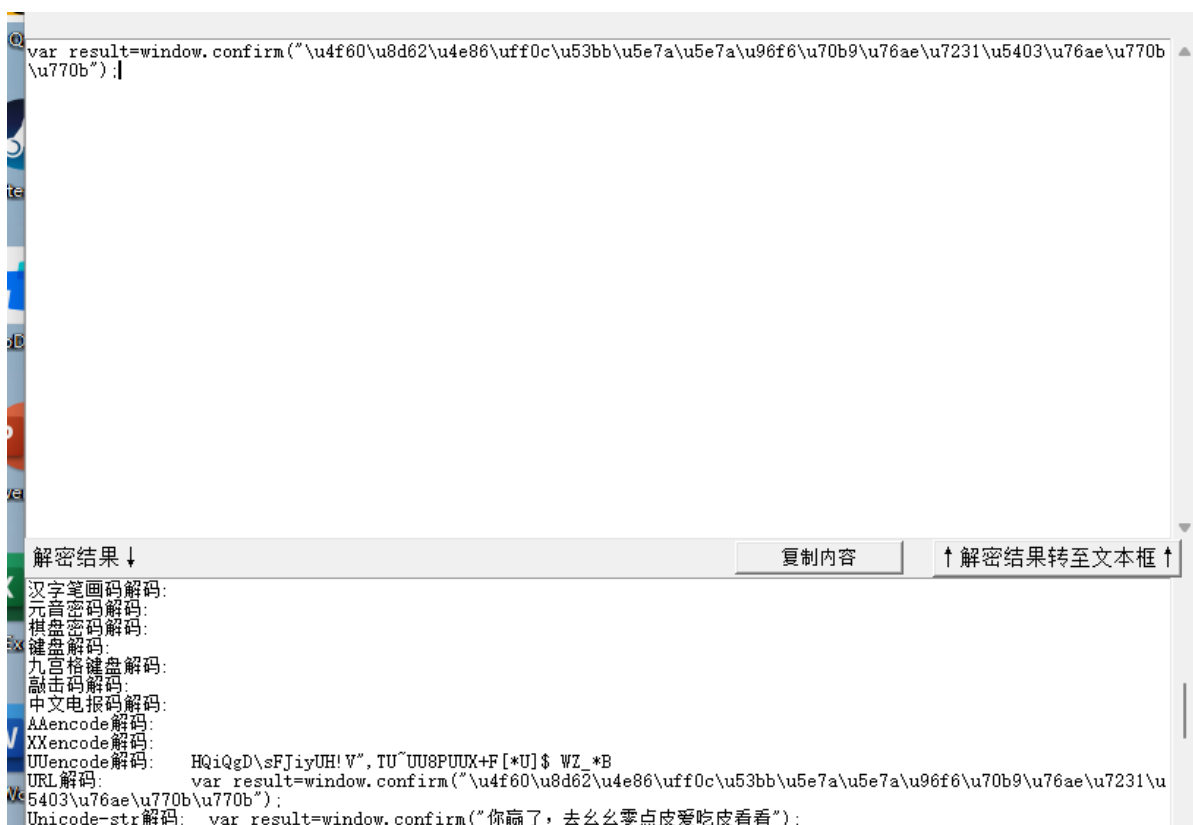 var result=window.confirm("\u4f60\u8d62\u4e86\uff0c\u53bb\u5e7a\u5e7a\u96f6\u70b9\u76ae\u7231\u5403\u76ae\u770b
\u770b");
解密结果↓
复制内容
↑解密结果转至文本框↑
汉字笔画码解码:
元音密码解码:
棋盘密码解码:
键盘解码:
九宫格键盘解码:
敲击码解码:
中文电报码解码:
AAencode解码:
XXencode解码:
UUencode解码: HQiQgD\sFJiyUH!V",TU~UU8PUUX+F[*U]$ WZ_*B
URL解码: var result=window.confirm("\u4f60\u8d62\u4e86\uff0c\u53bb\u5e7a\u5e7a\u96f6\u70b9\u76ae\u7231\u
5403\u76ae\u770b\u770b");
Unicode-str解码: var result=window.confirm("你赢了，去幺幺零点皮爱吃皮看看");